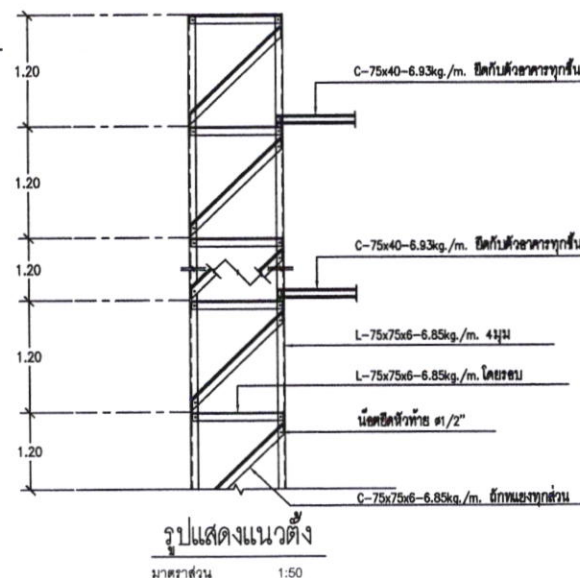 1.20
C-75x40-6.93kg./m. ยึดกับตัวอาคารทุกชั้น
1.20
1.20
C-75x40-6.93kg./m. ยึดกับตัวอาคารทุกชั้น
L-75x75x6-6.85kg./m. 4มุม
1.20
L-75x75x6-6.85kg./m. โดยรอบ
น๊อตยึดหัวท้าย ø1/2"
1.20
C-75x75x6-6.85kg./m. ถักทแยงทุกส่วน
รูปแสดงแนวตั้ง
มาตราส่วน 1:50